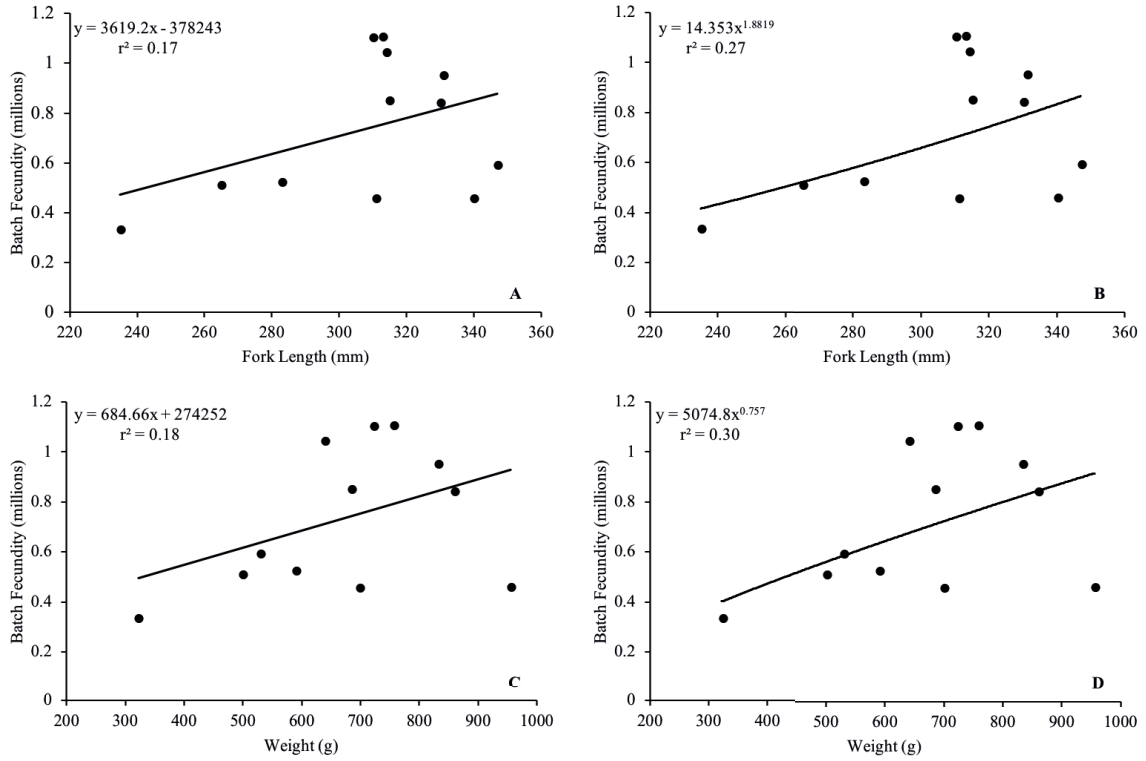 y = 3619.2x - 378243
r² = 0.17
Batch Fecundity (millions)
1.2
1
0.8
0.6
0.4
0.2
0
A
220 240 260 280 300 320 340 360
Fork Length (mm)
y = 14.353x^1.8819
r² = 0.27
Batch Fecundity (millions)
1.2
1
0.8
0.6
0.4
0.2
0
B
220 240 260 280 300 320 340 360
Fork Length (mm)
y = 684.66x + 274252
r² = 0.18
Batch Fecundity (millions)
1.2
1
0.8
0.6
0.4
0.2
0
C
200 300 400 500 600 700 800 900 1000
Weight (g)
y = 5074.8x^0.757
r² = 0.30
Batch Fecundity (millions)
1.2
1
0.8
0.6
0.4
0.2
0
D
200 300 400 500 600 700 800 900 1000
Weight (g)